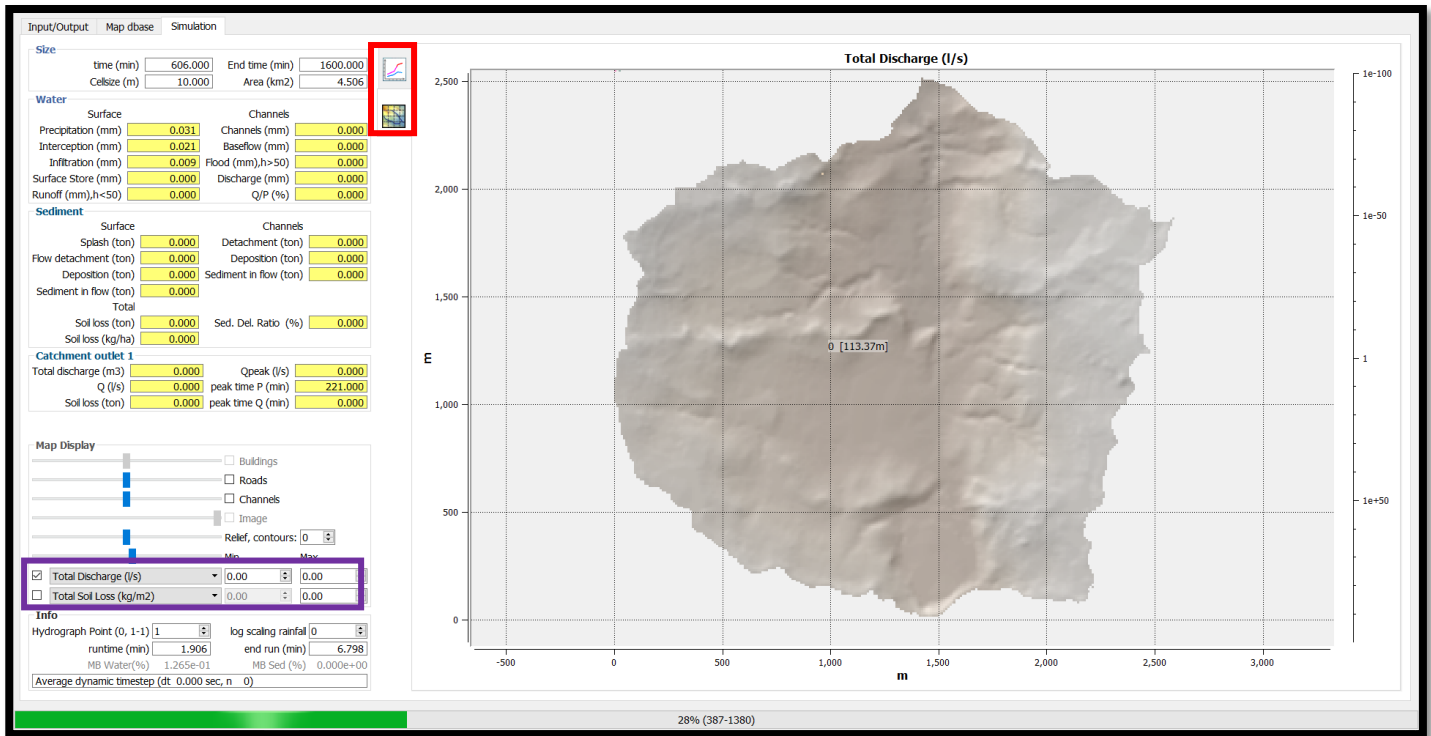 Input/Output Map dbase Simulation
Size
time (min) 606.000 End time (min) 1600.000
Cellsize (m) 10.000 Area (km2) 4.506
Water
Surface Channels
Precipitation (mm) 0.031 Channels (mm) 0.000
Interception (mm) 0.021 Baseflow (mm) 0.000
Infiltration (mm) 0.009 Flood (mm),h>50) 0.000
Surface Store (mm) 0.000 Discharge (mm) 0.000
Runoff (mm),h<50) 0.000 Q/P (%) 0.000
Sediment
Surface Channels
Splash (ton) 0.000 Detachment (ton) 0.000
Flow detachment (ton) 0.000 Deposition (ton) 0.000
Deposition (ton) 0.000 Sediment in flow (ton) 0.000
Sediment in flow (ton) 0.000
Total
Soil loss (ton) 0.000 Sed. Del. Ratio (%) 0.000
Soil loss (kg/ha) 0.000
Catchment outlet 1
Total discharge (m3) 0.000 Qpeak (l/s) 0.000
Q (l/s) 0.000 peak time P (min) 221.000
Soil loss (ton) 0.000 peak time Q (min) 0.000
Map Display
Buildings
Roads
Channels
Image
Relief, contours: 0
Min Max
Total Discharge (l/s) 0.00 0.00
Total Soil Loss (kg/m2) 0.00 0.00
Info
Hydrograph Point (0, 1-1) 1 log scaling rainfall 0
runtime (min) 1.906 end run (min) 6.798
MB Water(%) 1.265e-01 MB Sed (%) 0.000e+00
Average dynamic timestep (dt 0.000 sec, n 0)
Total Discharge (l/s)
2,500
2,000
1,500
1,000
500
0
m
0 [113.37m]
1e-100
1e-50
1
1e+50
-500 0 500 1,000 1,500 2,000 2,500 3,000
m
28% (387-1380)